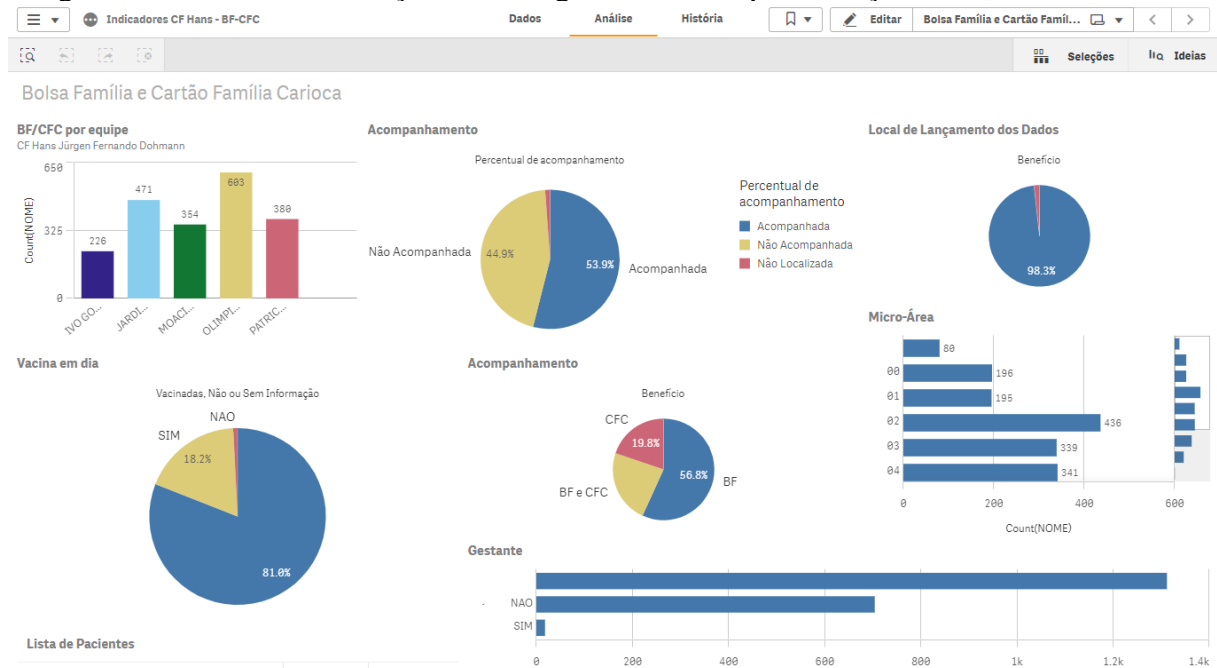 Indicadores CF Hans - BF-CFC
Dados
Análise
História
Editar
Bolsa Família e Cartão Famíl...
Seleções
Ideias
Bolsa Família e Cartão Família Carioca
BF/CFC por equipe
CF Hans Jürgen Fernando Dohmann
Count(NOME)
650
325
0
226
471
354
603
380
IVO GO...
JARDI...
MOACI...
OLIMPI...
PATRIC...
Acompanhamento
Percentual de acompanhamento
Não Acompanhada
44.9%
53.9%
Acompanhada
Percentual de
acompanhamento
Acompanhada
Não Acompanhada
Não Localizada
Local de Lançamento dos Dados
Benefício
98.3%
Vacina em dia
Vacinadas, Não ou Sem Informação
NAO
SIM
18.2%
81.0%
Acompanhamento
Benefício
CFC
19.8%
56.8%
BF
BF e CFC
Micro-Área
80
00
196
01
195
02
436
03
339
04
341
0
200
400
600
Count(NOME)
Gestante
NAO
SIM
0
200
400
600
800
1k
1.2k
1.4k
Lista de Pacientes